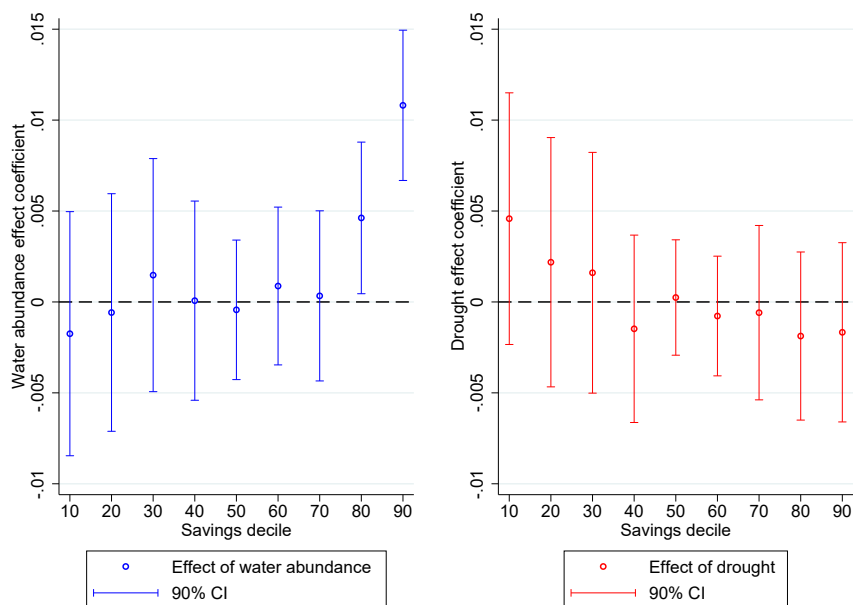 Water abundance effect coefficient
.015
.01
.005
0
-.005
-.01
10 20 30 40 50 60 70 80 90
Savings decile
Effect of water abundance
90% CI
Drought effect coefficient
.015
.01
.005
0
-.005
-.01
10 20 30 40 50 60 70 80 90
Savings decile
Effect of drought
90% CI